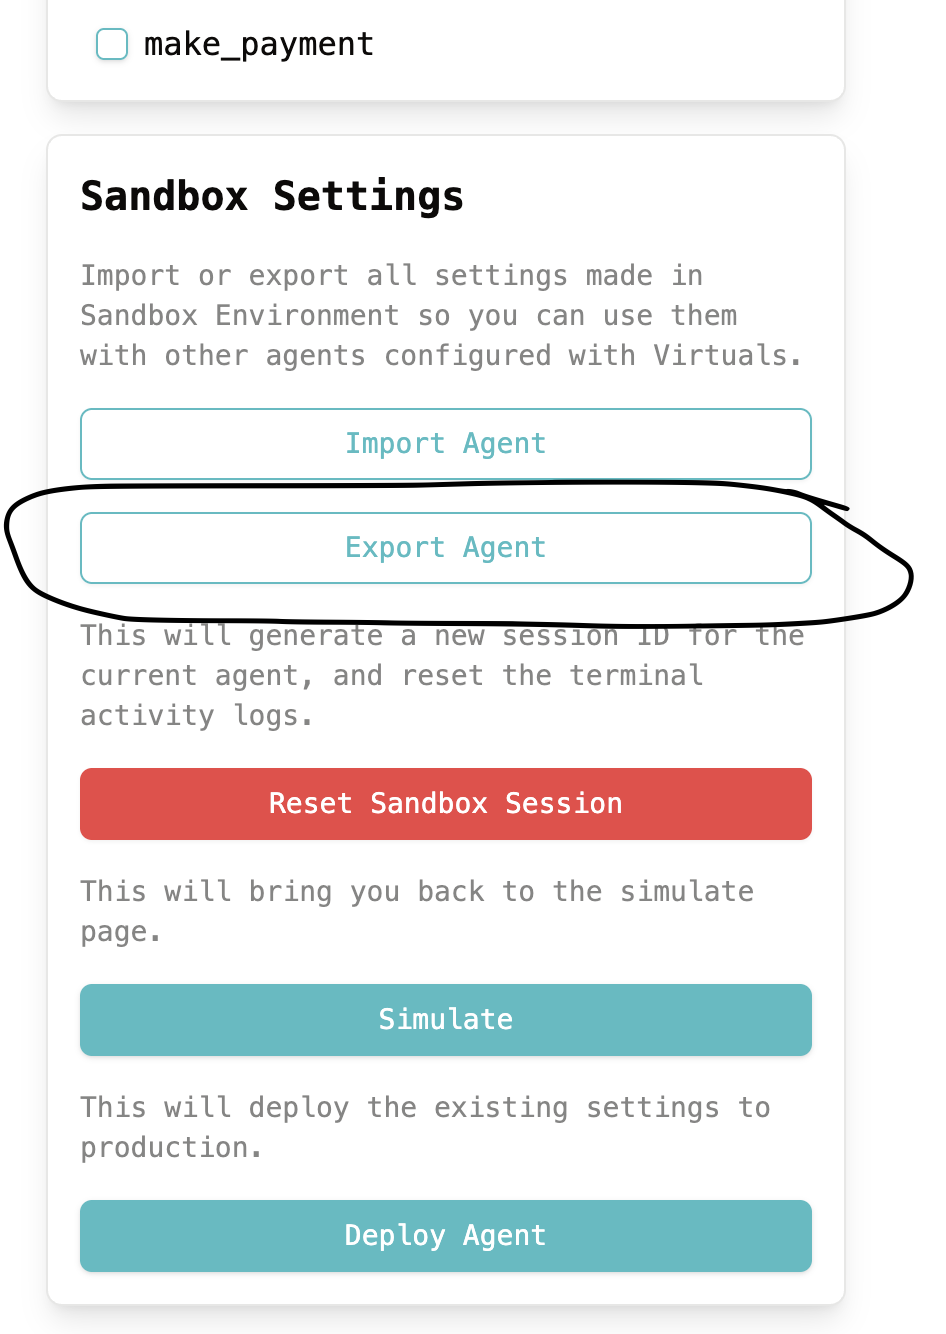 make_payment
Sandbox Settings
Import or export all settings made in
Sandbox Environment so you can use them
with other agents configured with Virtuals.
Import Agent
Export Agent
This will generate a new session ID for the
current agent, and reset the terminal
activity logs.
Reset Sandbox Session
This will bring you back to the simulate
page.
Simulate
This will deploy the existing settings to
production.
Deploy Agent